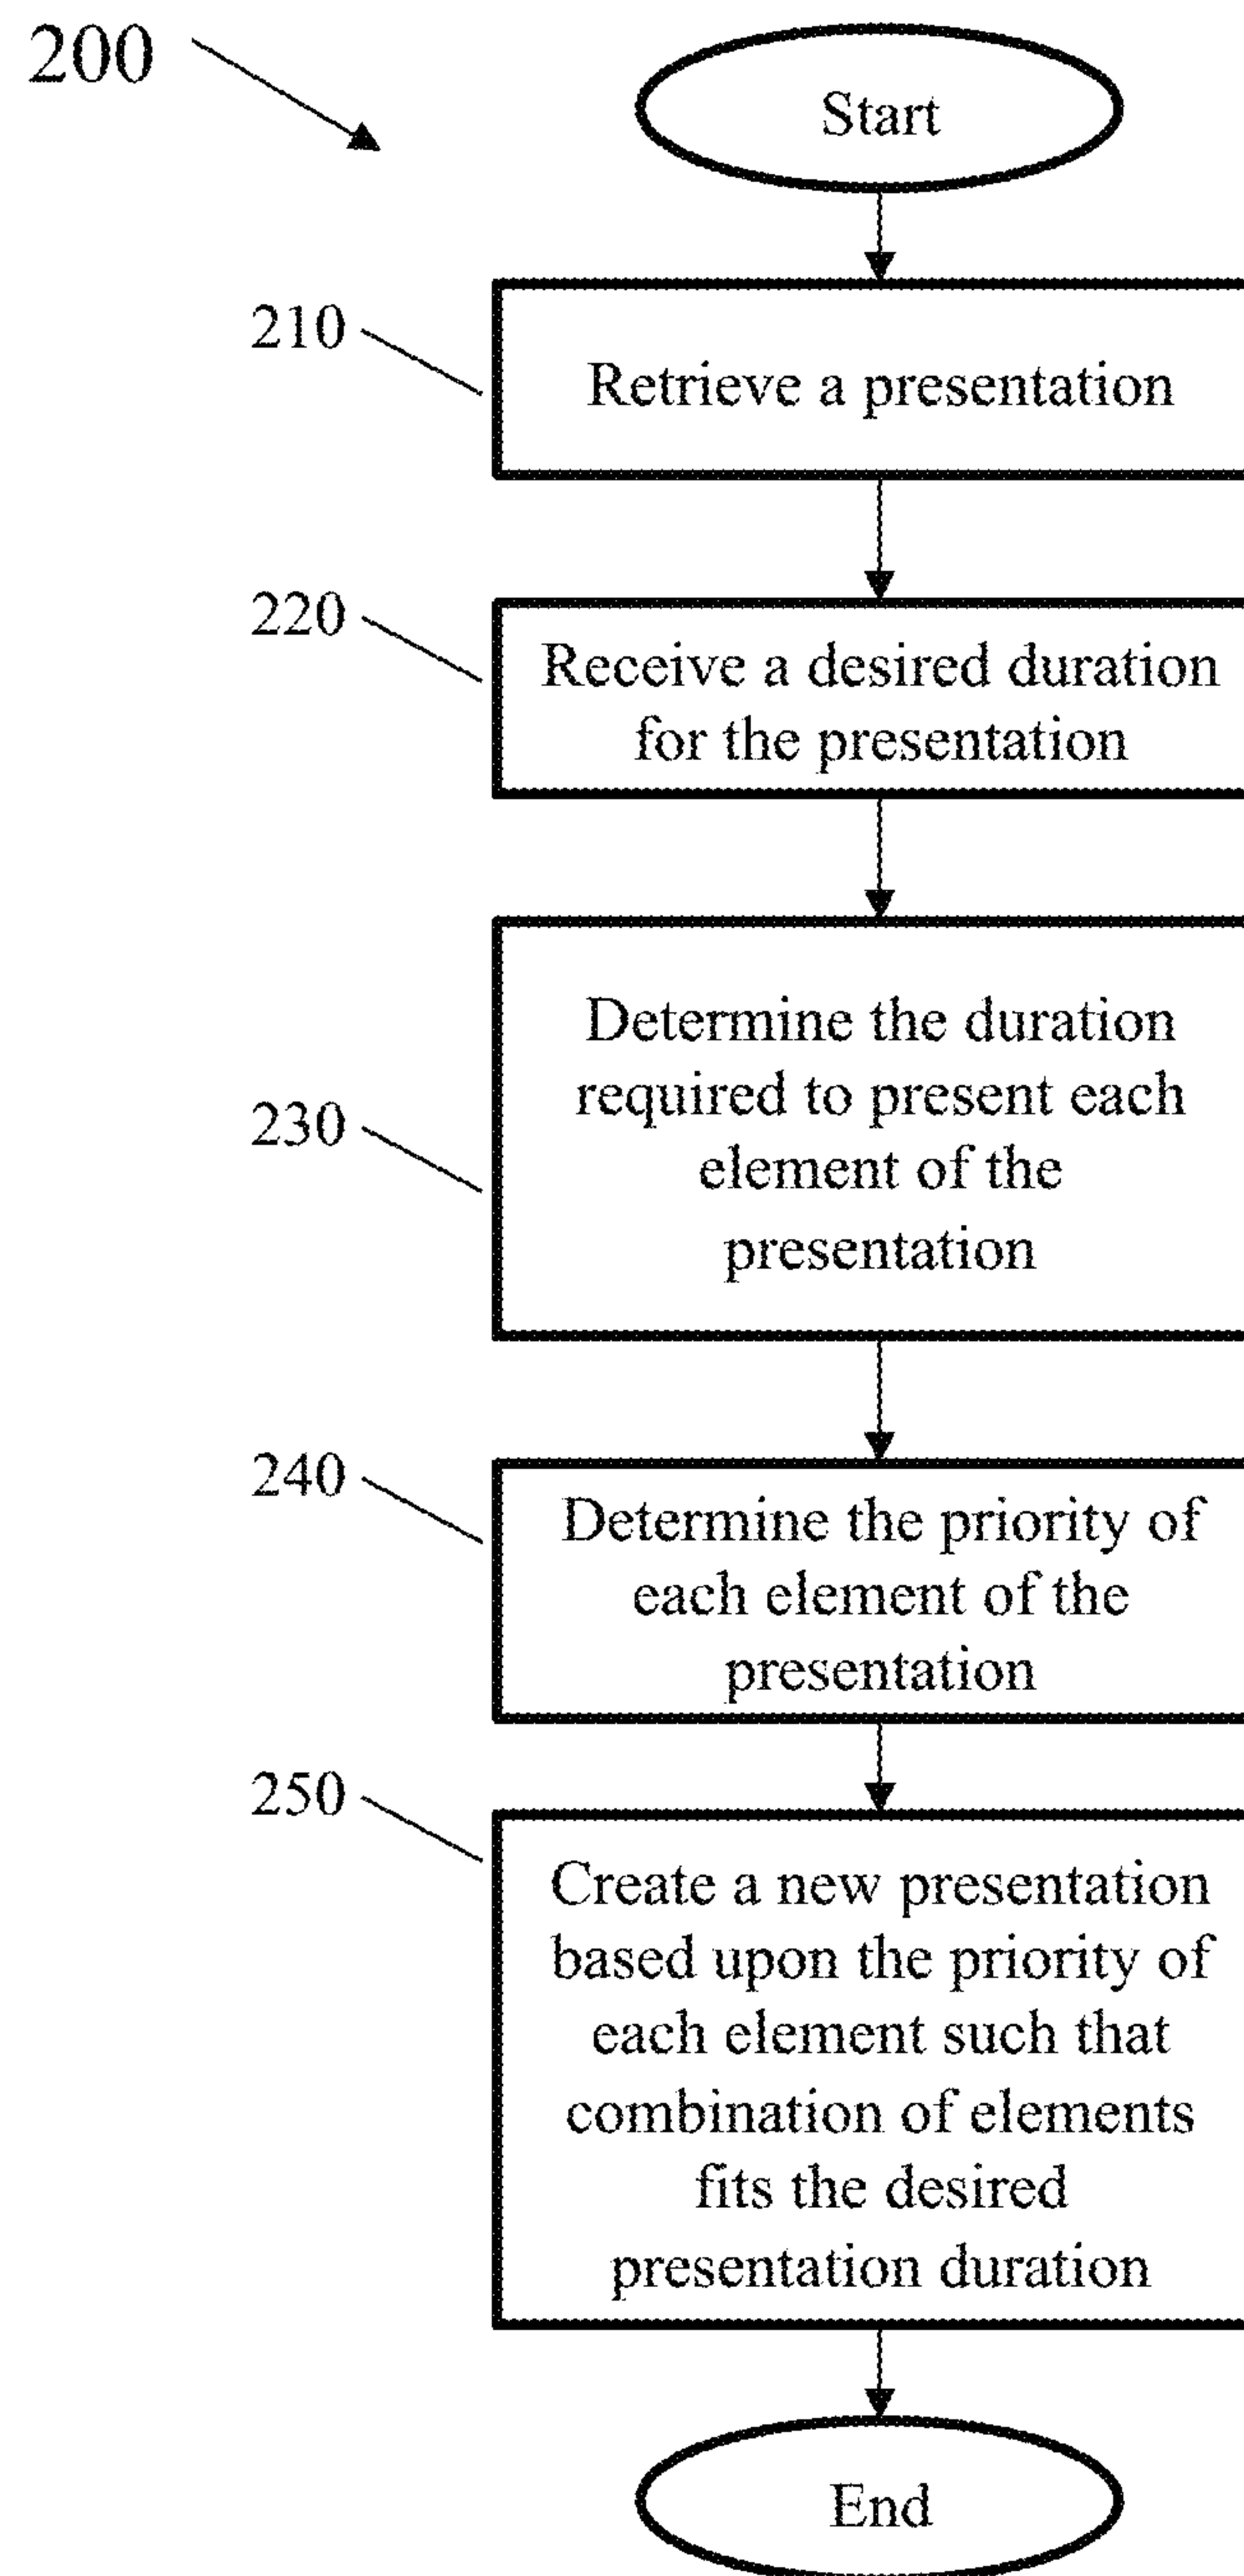 200
Start
210
Retrieve a presentation
220
Receive a desired duration
for the presentation
230
Determine the duration
required to present each
element of the
presentation
240
Determine the priority of
each element of the
presentation
250
Create a new presentation
based upon the priority of
each element such that
combination of elements
fits the desired
presentation duration
End